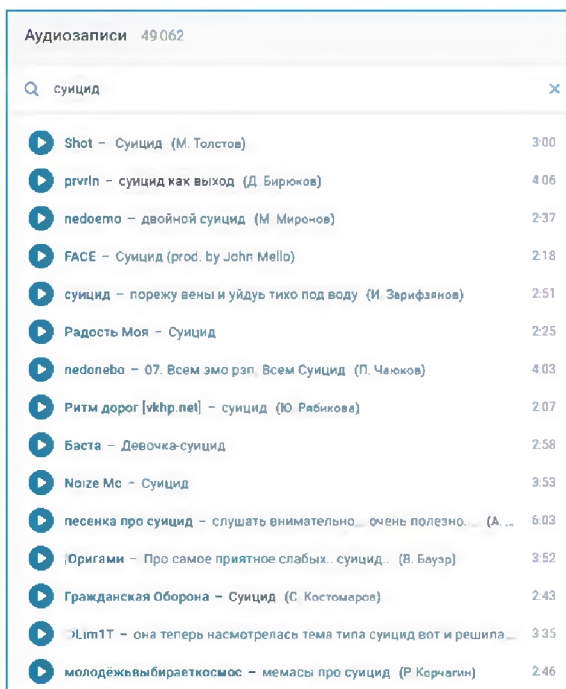 Аудиозаписи 49 062
суицид ×
Shot – Суицид (М. Толстов) 3:00
prvrln – суицид как выход (Д. Бирюков) 4:06
nedoemo – двойной суицид (М. Миронов) 2:37
FACE – Суицид (prod. by John Mello) 2:18
суицид – порежу вены и уйдуь тихо под воду (И. Зарифзянов) 2:51
Радость Моя – Суицид 2:25
nedonebo – 07. Всем эмо рэп, Всем Суицид (П. Чаюков) 4:03
Ритм дорог [vkhp.net] – суицид (Ю. Рябикова) 2:07
Баста – Девочка-суицид 2:58
Noize Mc – Суицид 3:53
песенка про суицид – слушать внимательно... очень полезно.... (А. ... 6:03
Оригами – Про самое приятное слабых.. суицид.. (В. Бауэр) 3:52
Гражданская Оборона – Суицид (С. Костомаров) 2:43
Lim1T – она теперь насмотрелась тема типа суицид вот и решила... 3:35
молодёжьвыбираеткосмос – мемасы про суицид (Р. Корчагин) 2:46